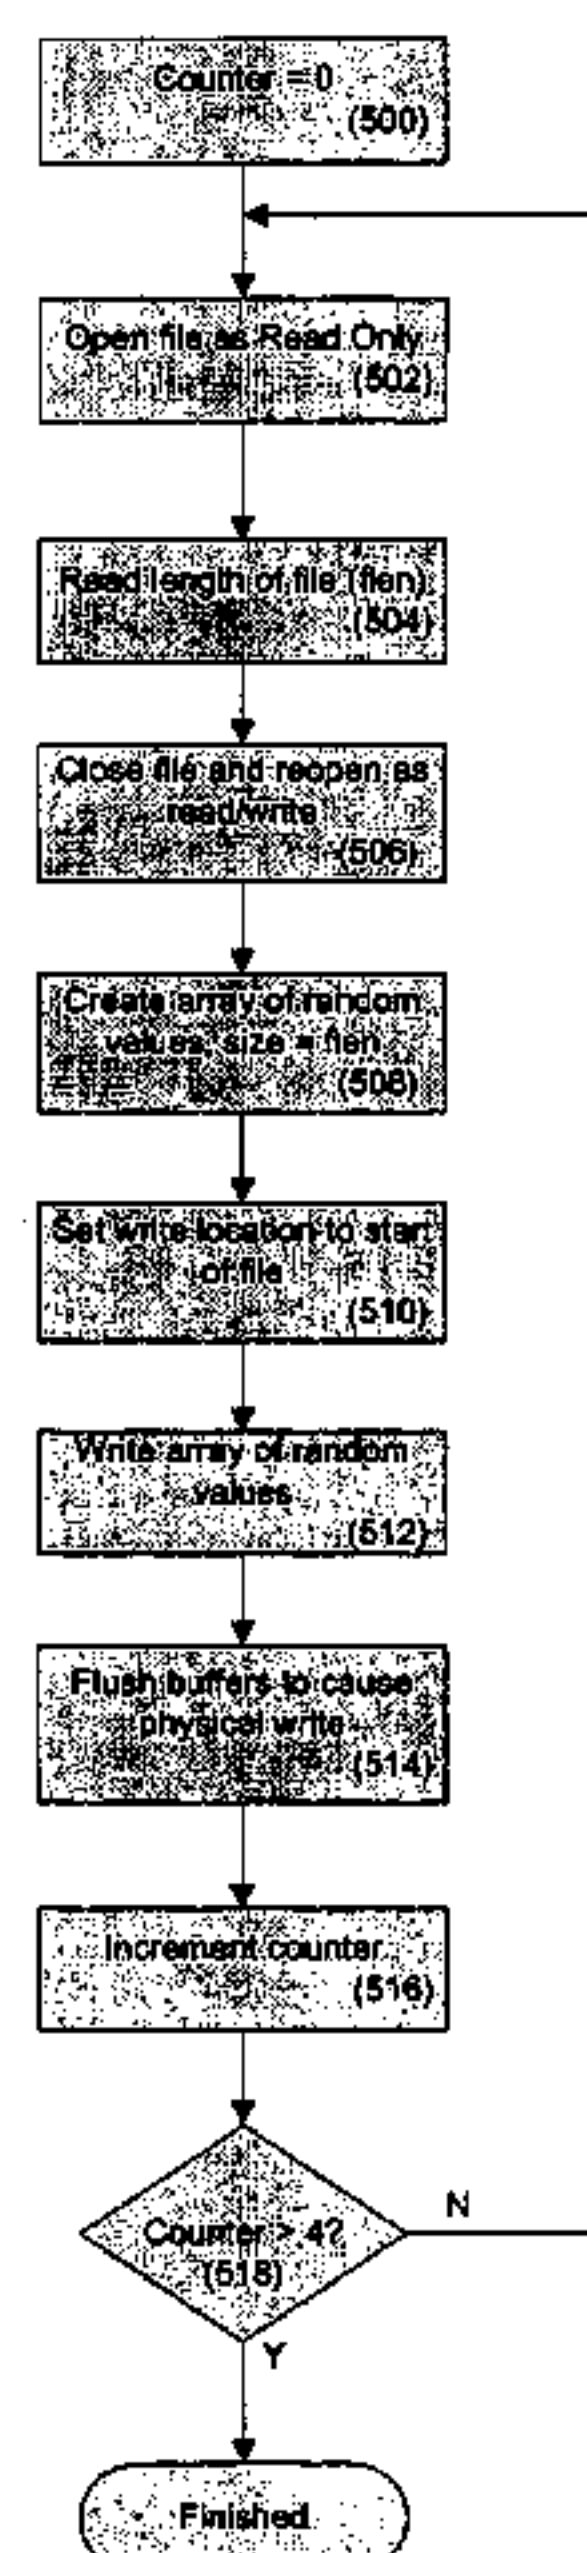 Counter = 0
(500)
Open file as Read Only
(502)
Read length of file (flen)
(504)
Close file and reopen as
read/write
(506)
Create array of random
values, size = flen
(508)
Set write location to start
of file
(510)
Write array of random
values
(512)
Flush buffers to cause
physical write
(514)
Increment counter
(516)
Counter > 4?
(518)
N
Y
Finished